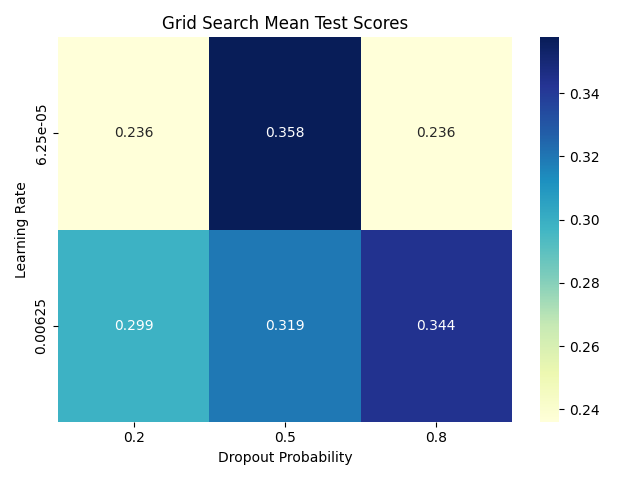 Grid Search Mean Test Scores
Learning Rate
6.25e-05
0.236 0.358 0.236
0.00625
0.299 0.319 0.344
0.2 0.5 0.8
Dropout Probability
0.34
0.32
0.30
0.28
0.26
0.24